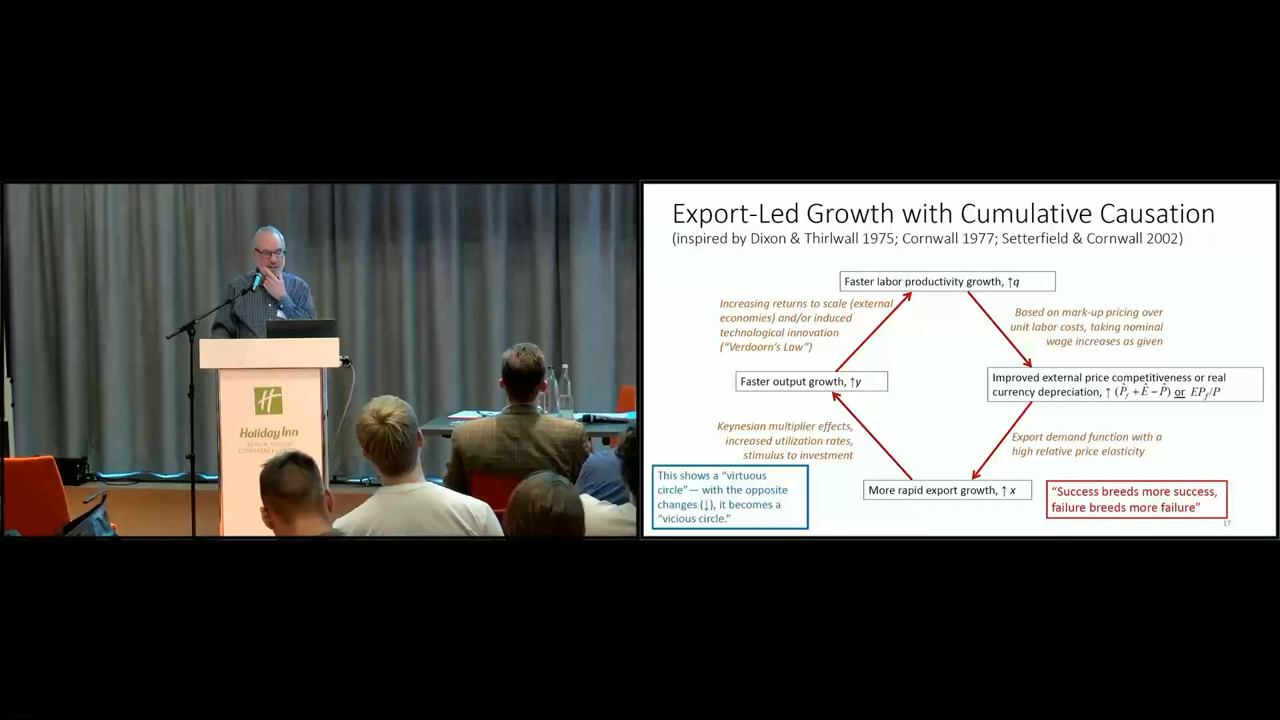 Holiday Inn
Export-Led Growth with Cumulative Causation
(inspired by Dixon & Thirlwall 1975; Cornwall 1977; Setterfield & Cornwall 2002)
Faster labor productivity growth, ↑q
Increasing returns to scale (external
economies) and/or induced
technological innovation
("Verdoorn's Law")
Based on mark-up pricing over
unit labor costs, taking nominal
wage increases as given
Faster output growth, ↑y
Improved external price competitiveness or real
currency depreciation, ↑ (P̂f + Ê − P̂) or EPf/P
Keynesian multiplier effects,
increased utilization rates,
stimulus to investment
Export demand function with a
high relative price elasticity
This shows a "virtuous
circle"— with the opposite
changes (↓), it becomes a
"vicious circle."
More rapid export growth, ↑ x
"Success breeds more success,
failure breeds more failure"
17